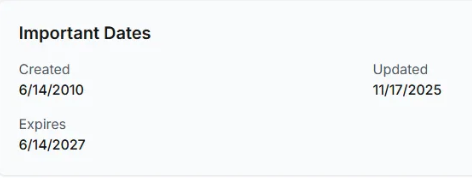 Important Dates
Created
6/14/2010
Updated
11/17/2025
Expires
6/14/2027